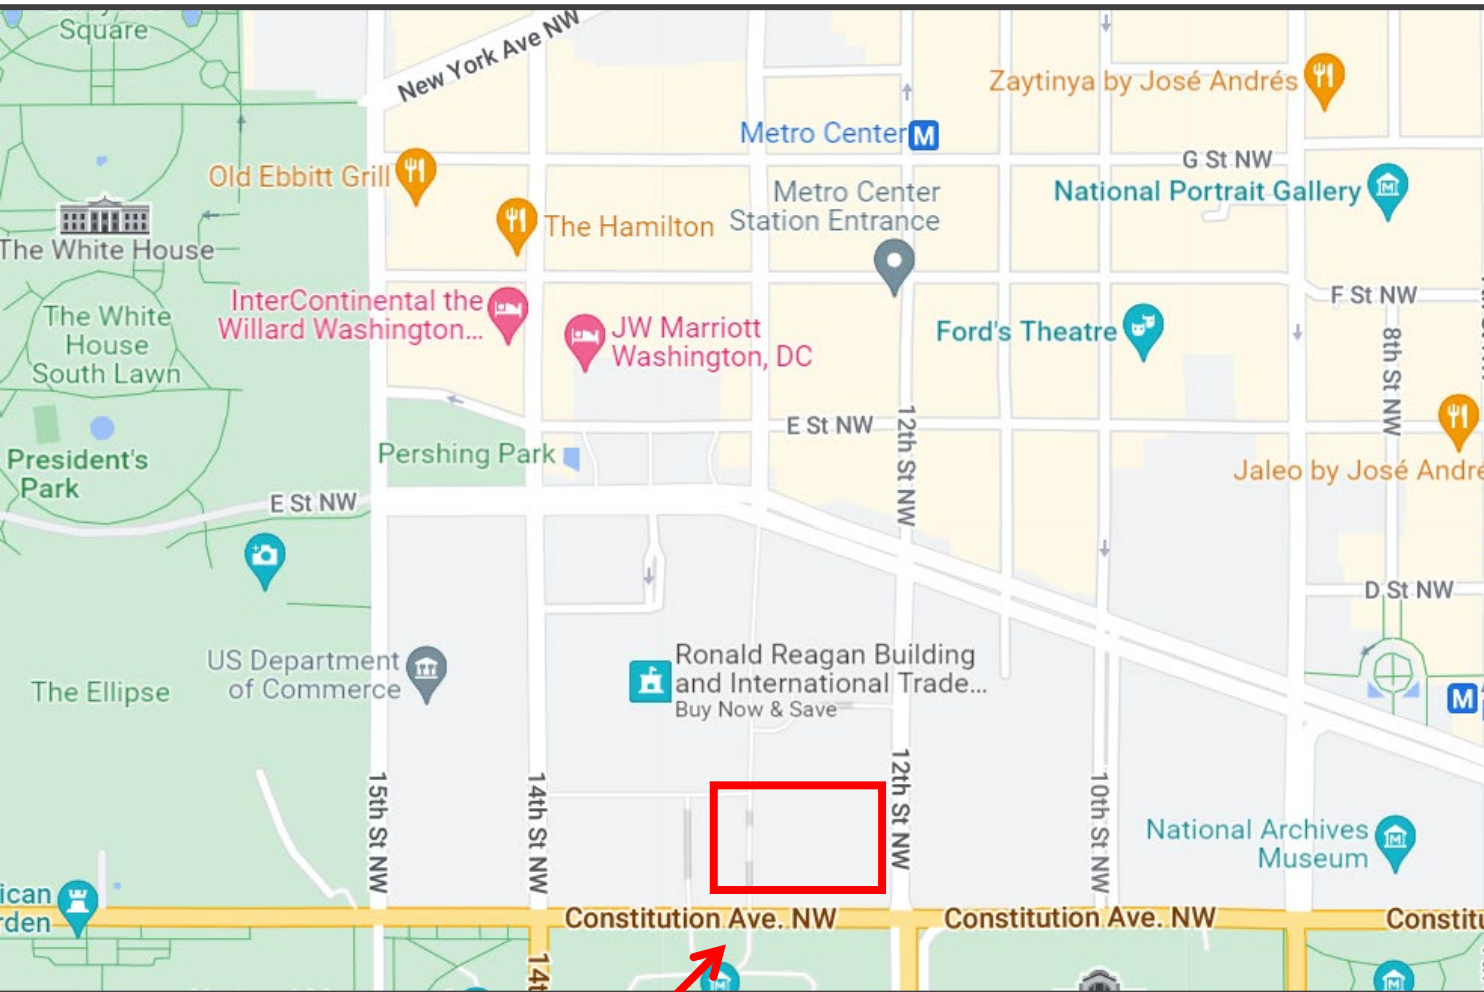 Square
New York Ave NW
Zaytinya by José Andrés
Metro Center
M
Old Ebbitt Grill
G St NW
National Portrait Gallery
Metro Center
Station Entrance
The Hamilton
The White House
InterContinental the
Willard Washington...
The White
House
South Lawn
JW Marriott
Washington, DC
Ford's Theatre
F St NW
8th St NW
E St NW
12th St NW
Pershing Park
President's
Park
E St NW
Jaleo by José André
D St NW
US Department
of Commerce
The Ellipse
Ronald Reagan Building
and International Trade...
Buy Now & Save
M
15th St NW
14th St NW
12th St NW
10th St NW
National Archives
Museum
ican
rden
Constitution Ave. NW
Constitution Ave. NW
Constitu
14t